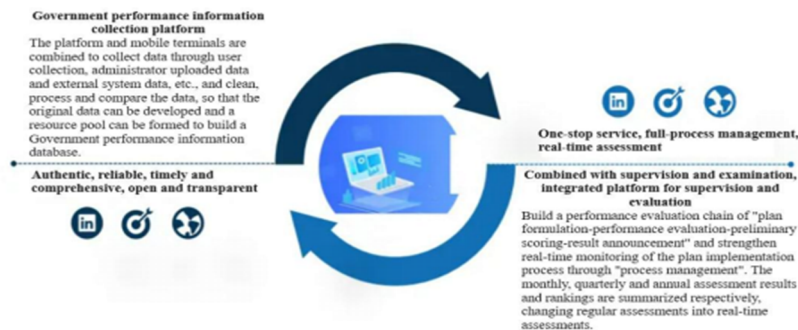 Government performance information
collection platform
The platform and mobile terminals are
combined to collect data through user
collection, administrator uploaded data
and external system data, etc., and clean,
process and compare the data, so that the
original data can be developed and a
resource pool can be formed to build a
Government performance information
database.
Authentic, reliable, timely and
comprehensive, open and transparent
in
in
One-stop service, full-process management,
real-time assessment
Combined with supervision and examination,
integrated platform for supervision and
evaluation
Build a performance evaluation chain of "plan
formulation-performance evaluation-preliminary
scoring-result announcement" and strengthen
real-time monitoring of the plan implementation
process through "process management". The
monthly, quarterly and annual assessment results
and rankings are summarized respectively,
changing regular assessments into real-time
assessments.